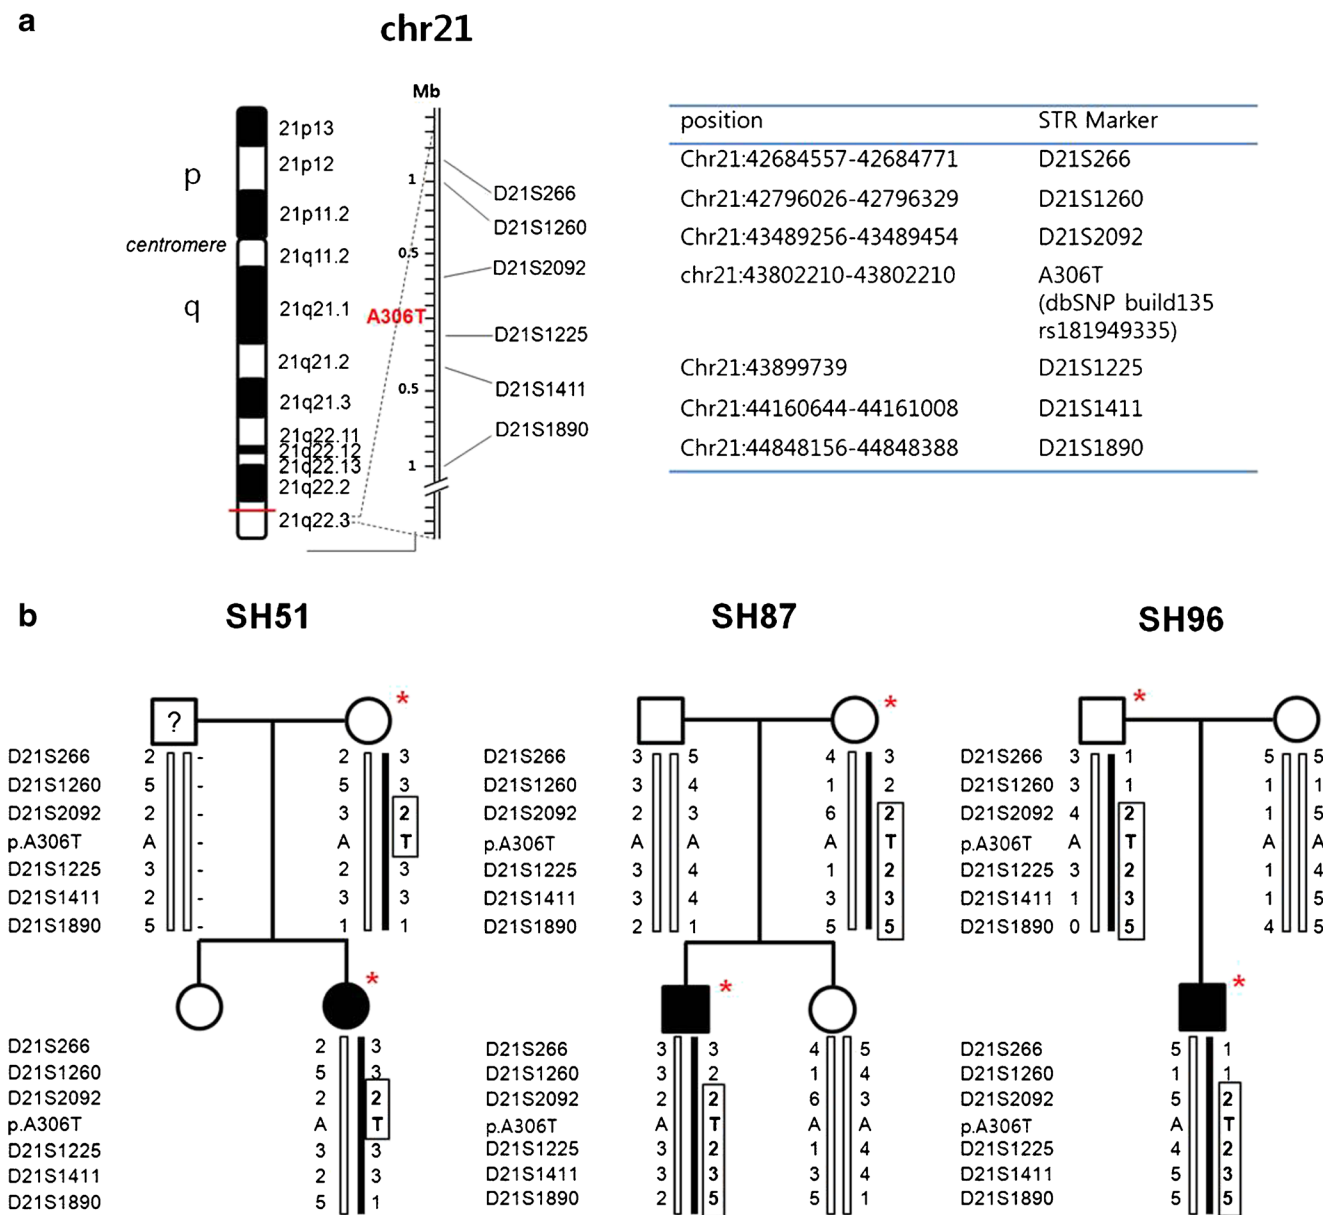 a
chr21
Mb
21p13
21p12
p
21p11.2
centromere
21q11.2
q
21q21.1
21q21.2
21q21.3
21q22.11
21q22.12
21q22.13
21q22.2
21q22.3
1
0.5
A306T
0.5
1
D21S266
D21S1260
D21S2092
D21S1225
D21S1411
D21S1890
position STR Marker
Chr21:42684557-42684771 D21S266
Chr21:42796026-42796329 D21S1260
Chr21:43489256-43489454 D21S2092
chr21:43802210-43802210 A306T
(dbSNP build135
rs181949335)
Chr21:43899739 D21S1225
Chr21:44160644-44161008 D21S1411
Chr21:44848156-44848388 D21S1890
b
SH51 SH87 SH96
? * * *
D21S266 2 - 2 3 D21S266 3 5 4 3 D21S266 3 1 5 5
D21S1260 5 - 5 3 D21S1260 3 4 1 2 D21S1260 3 1 1 1
D21S2092 2 - 3 2 D21S2092 2 3 6 2 D21S2092 4 2 1 5
p.A306T A - A T p.A306T A A A T p.A306T A T A A
D21S1225 3 - 2 3 D21S1225 3 4 1 2 D21S1225 3 2 1 4
D21S1411 2 - 3 3 D21S1411 3 4 3 3 D21S1411 1 3 1 5
D21S1890 5 - 1 1 D21S1890 2 1 5 5 D21S1890 0 5 4 5
* * *
D21S266 2 3 D21S266 3 3 4 5 D21S266 5 1
D21S1260 5 3 D21S1260 3 2 1 4 D21S1260 1 1
D21S2092 2 2 D21S2092 2 2 6 3 D21S2092 5 2
p.A306T A T p.A306T A T A A p.A306T A T
D21S1225 3 3 D21S1225 3 2 1 4 D21S1225 4 2
D21S1411 2 3 D21S1411 3 3 3 4 D21S1411 5 3
D21S1890 5 1 D21S1890 2 5 5 1 D21S1890 5 5